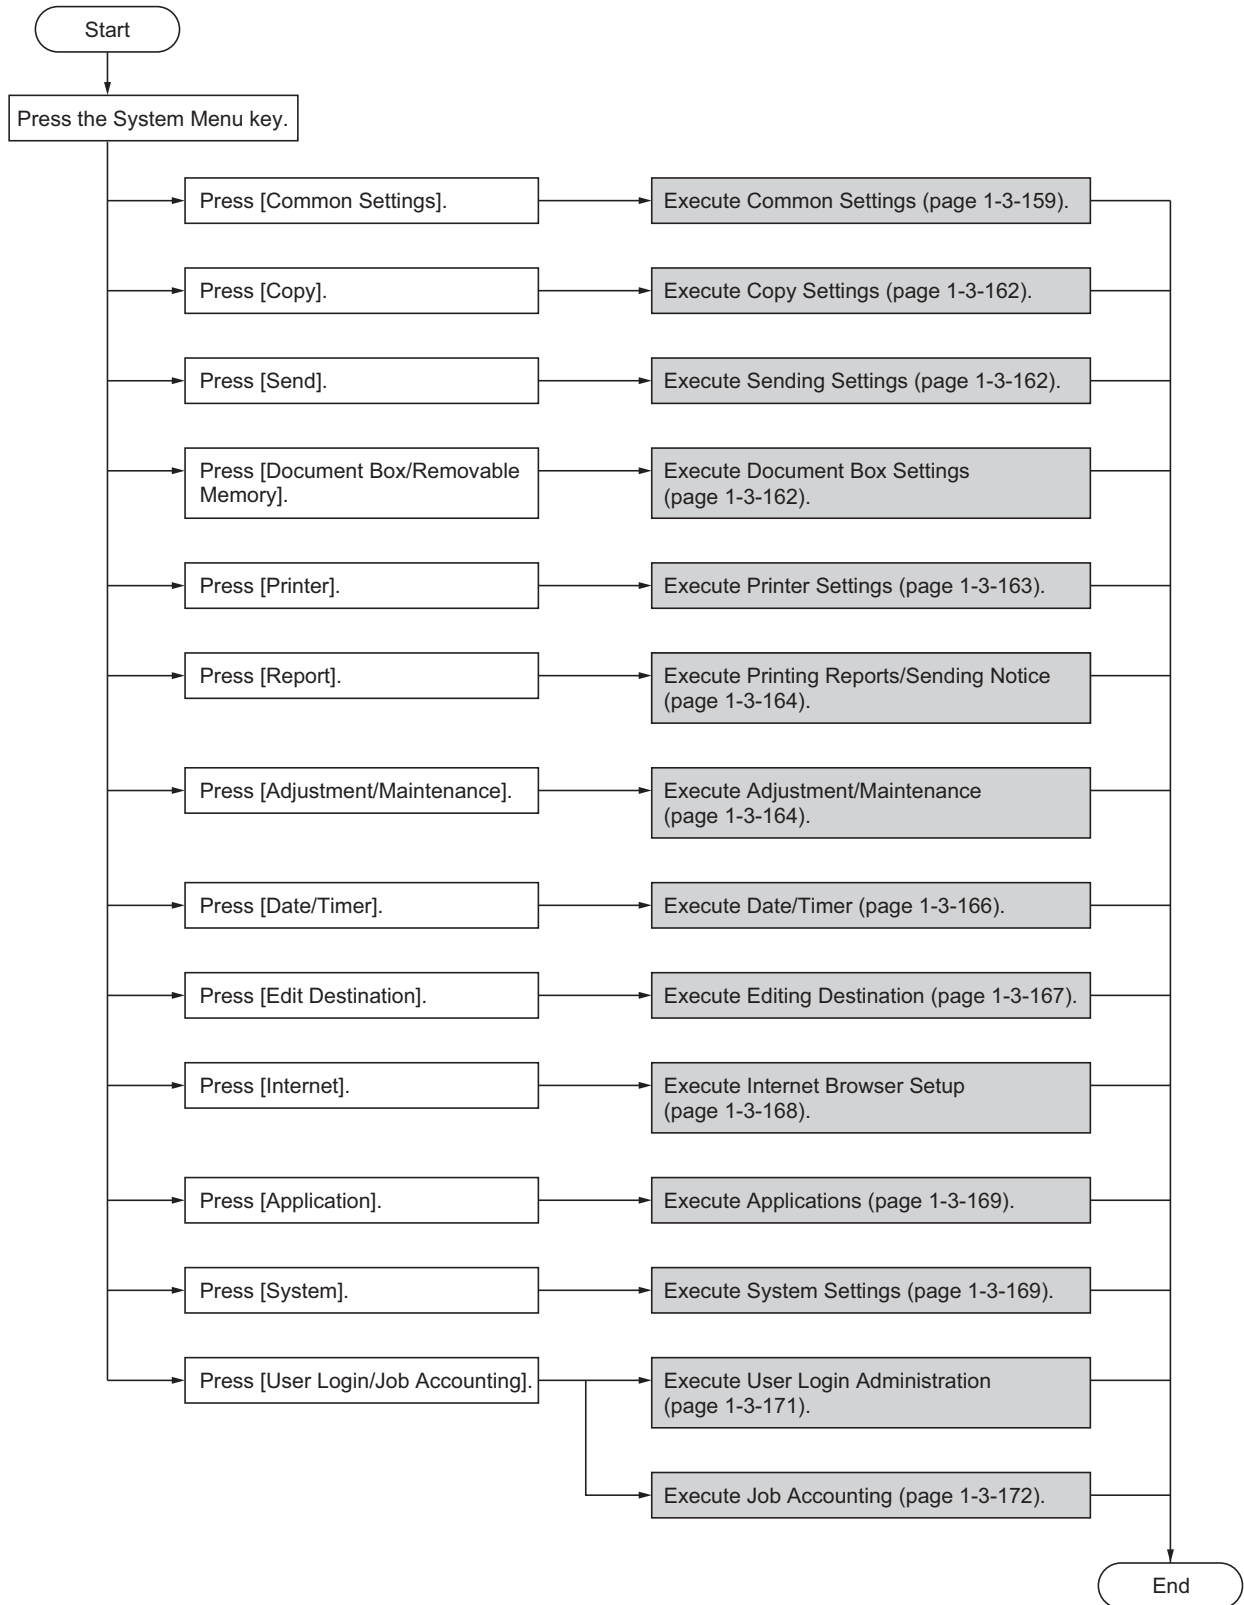 Start
Press the System Menu key.
Press [Common Settings].
Execute Common Settings (page 1-3-159).
Press [Copy].
Execute Copy Settings (page 1-3-162).
Press [Send].
Execute Sending Settings (page 1-3-162).
Press [Document Box/Removable
Memory].
Execute Document Box Settings
(page 1-3-162).
Press [Printer].
Execute Printer Settings (page 1-3-163).
Press [Report].
Execute Printing Reports/Sending Notice
(page 1-3-164).
Press [Adjustment/Maintenance].
Execute Adjustment/Maintenance
(page 1-3-164).
Press [Date/Timer].
Execute Date/Timer (page 1-3-166).
Press [Edit Destination].
Execute Editing Destination (page 1-3-167).
Press [Internet].
Execute Internet Browser Setup
(page 1-3-168).
Press [Application].
Execute Applications (page 1-3-169).
Press [System].
Execute System Settings (page 1-3-169).
Press [User Login/Job Accounting].
Execute User Login Administration
(page 1-3-171).
Execute Job Accounting (page 1-3-172).
End